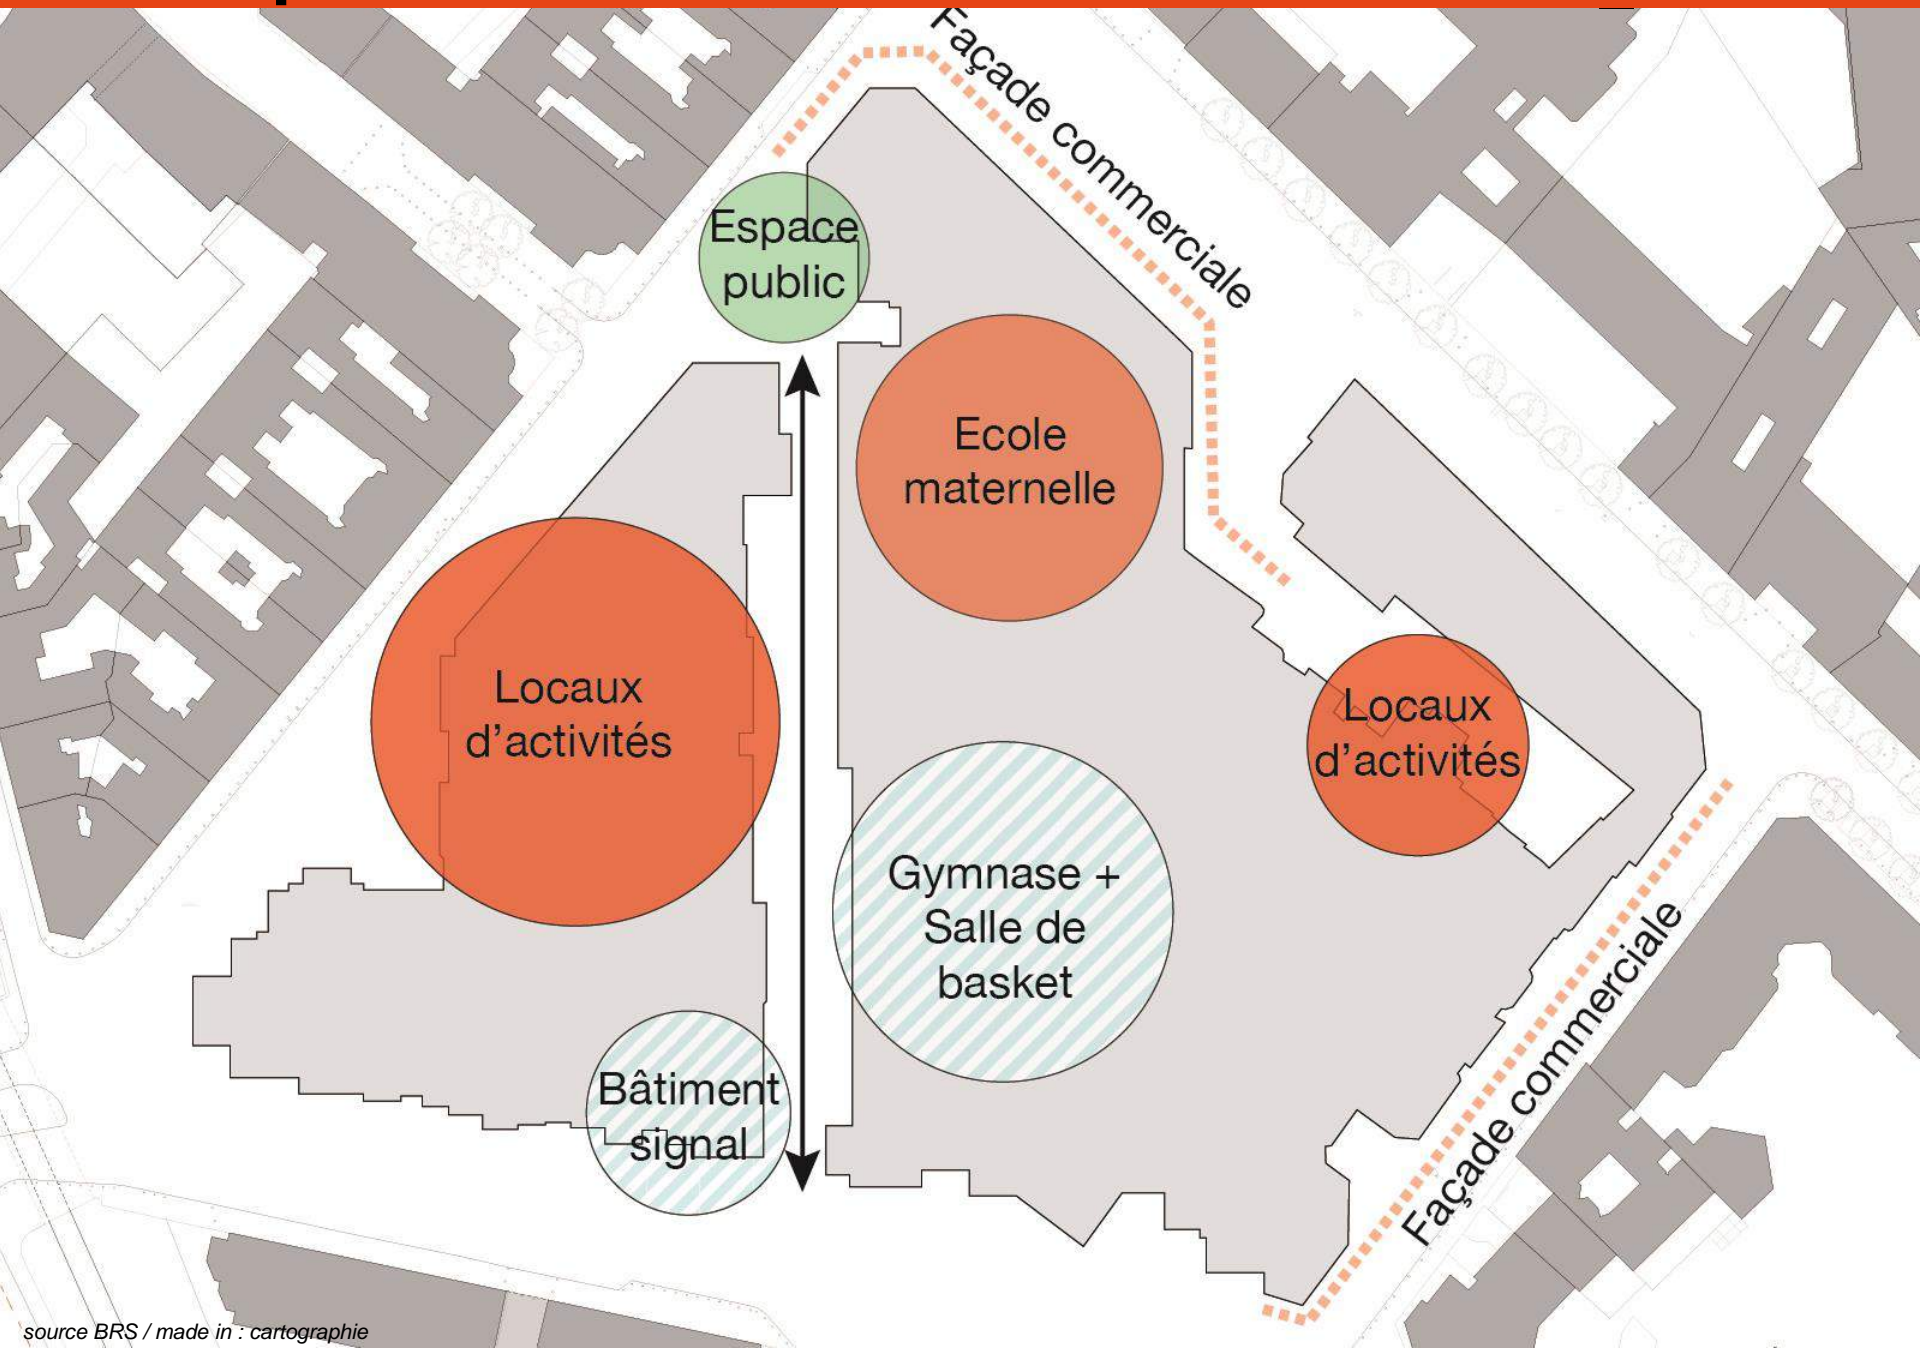 Façade commerciale
Espace
public
Ecole
maternelle
Locaux
d'activités
Locaux
d'activités
Gymnase +
Salle de
basket
Façade commerciale
Bâtiment
signal
source BRS / made in : cartographie